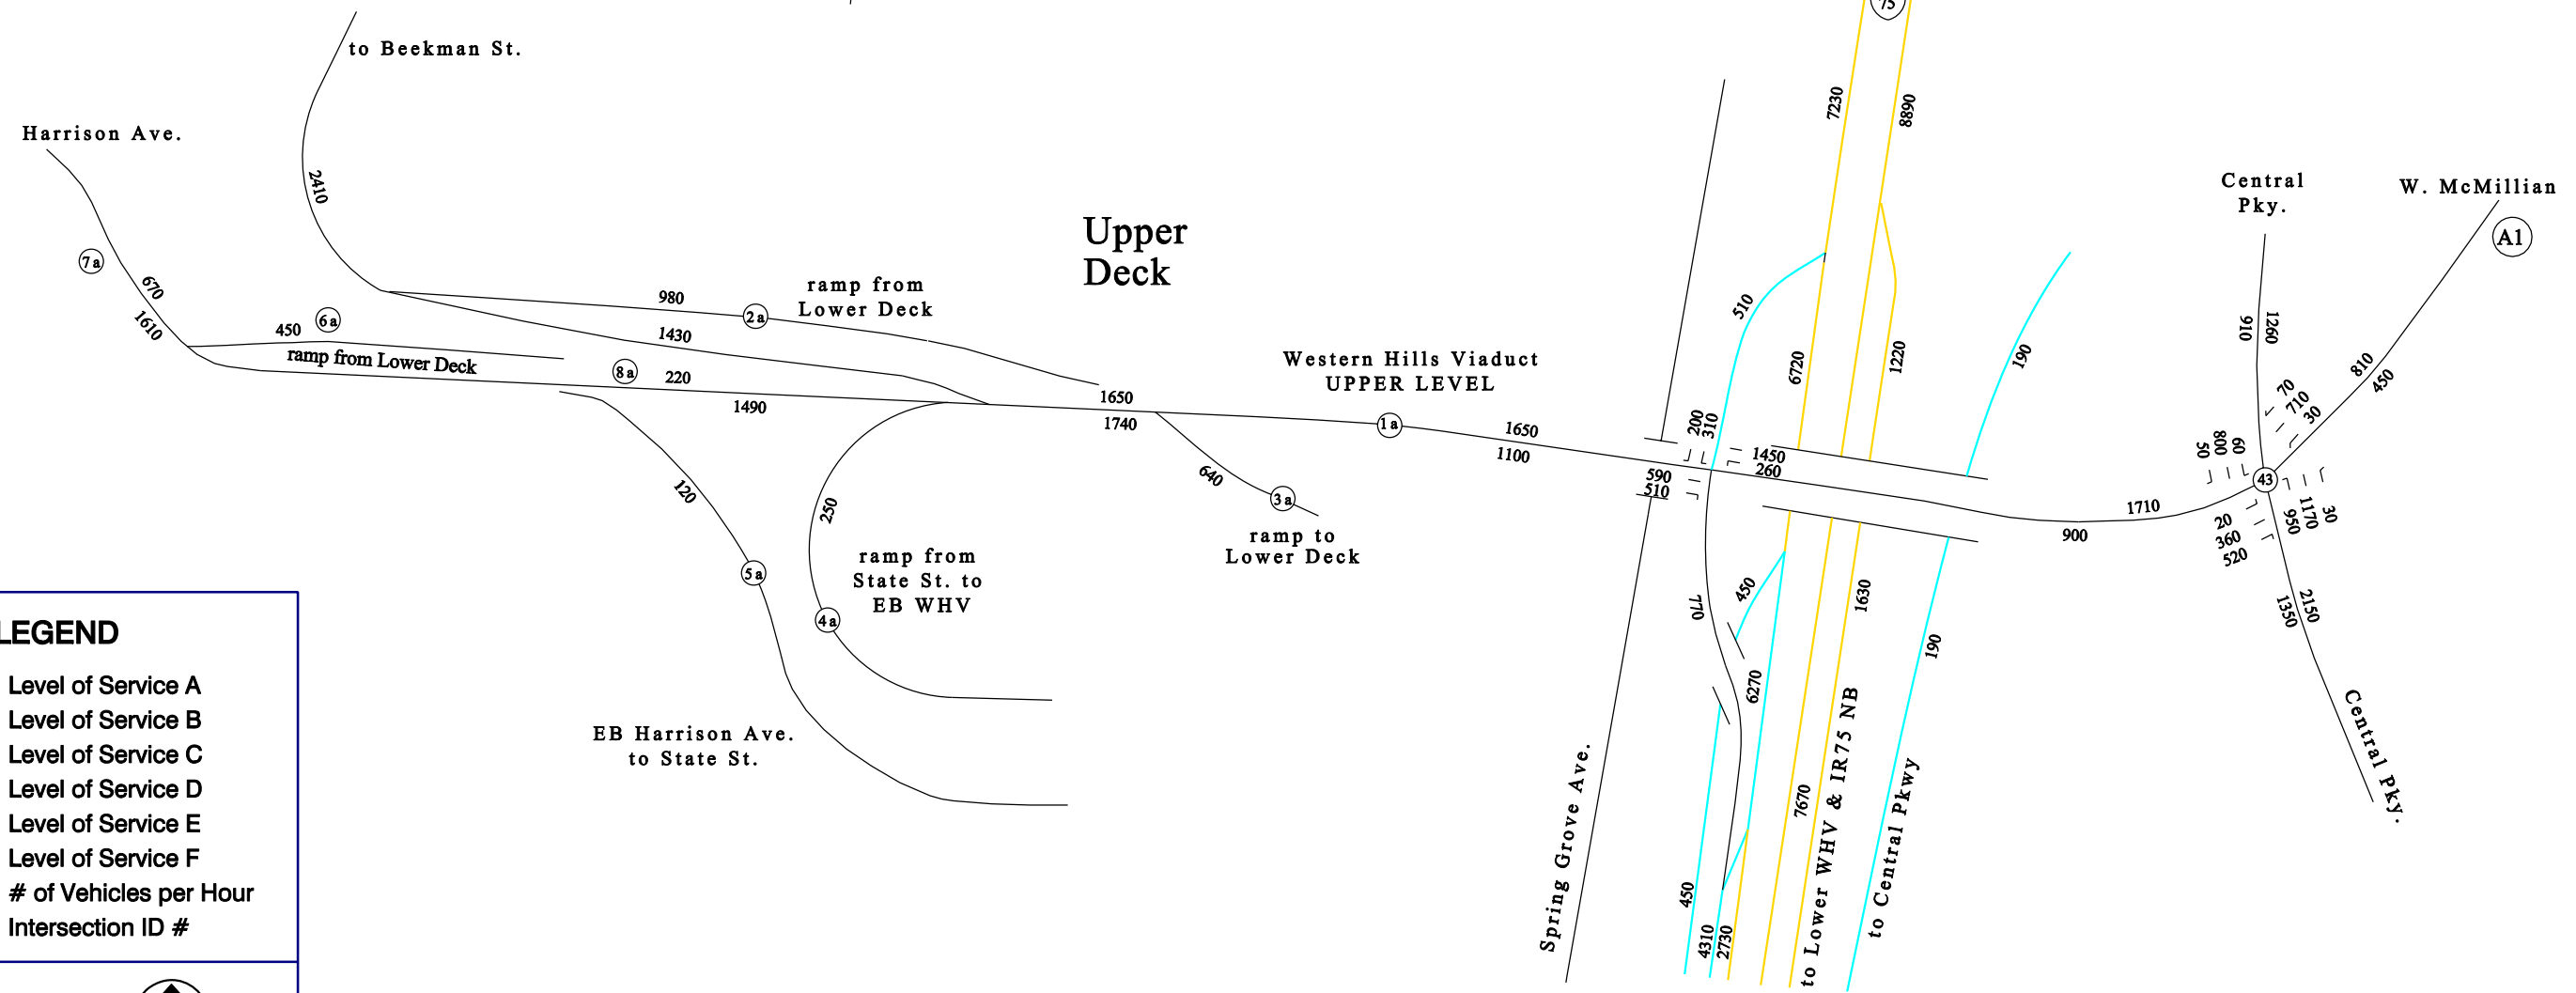 to Beekman St.
Harrison Ave.
2410
7a
670
1610
450
6a
ramp from Lower Deck
980
2a
ramp from
Lower Deck
1430
8a
220
1490
Upper
Deck
1650
1740
Western Hills Viaduct
UPPER LEVEL
1a
1650
1100
640
3a
ramp to
Lower Deck
120
250
5a
4a
ramp from
State St. to
EB WHV
EB Harrison Ave.
to State St.
75
7230
8890
510
6720
1220
190
200
310
1450
260
590
510
770
450
6270
1630
190
7670
450
4310
2730
Spring Grove Ave.
to Lower WHV & IR75 NB
to Central Pkwy
Central
Pky.
W. McMillian
A1
910
1260
810
450
70
710
30
50
800
60
43
1710
900
20
360
520
950
1170
30
1350
2150
Central Pky.
LEGEND
Level of Service A
Level of Service B
Level of Service C
Level of Service D
Level of Service E
Level of Service F
# of Vehicles per Hour
Intersection ID #